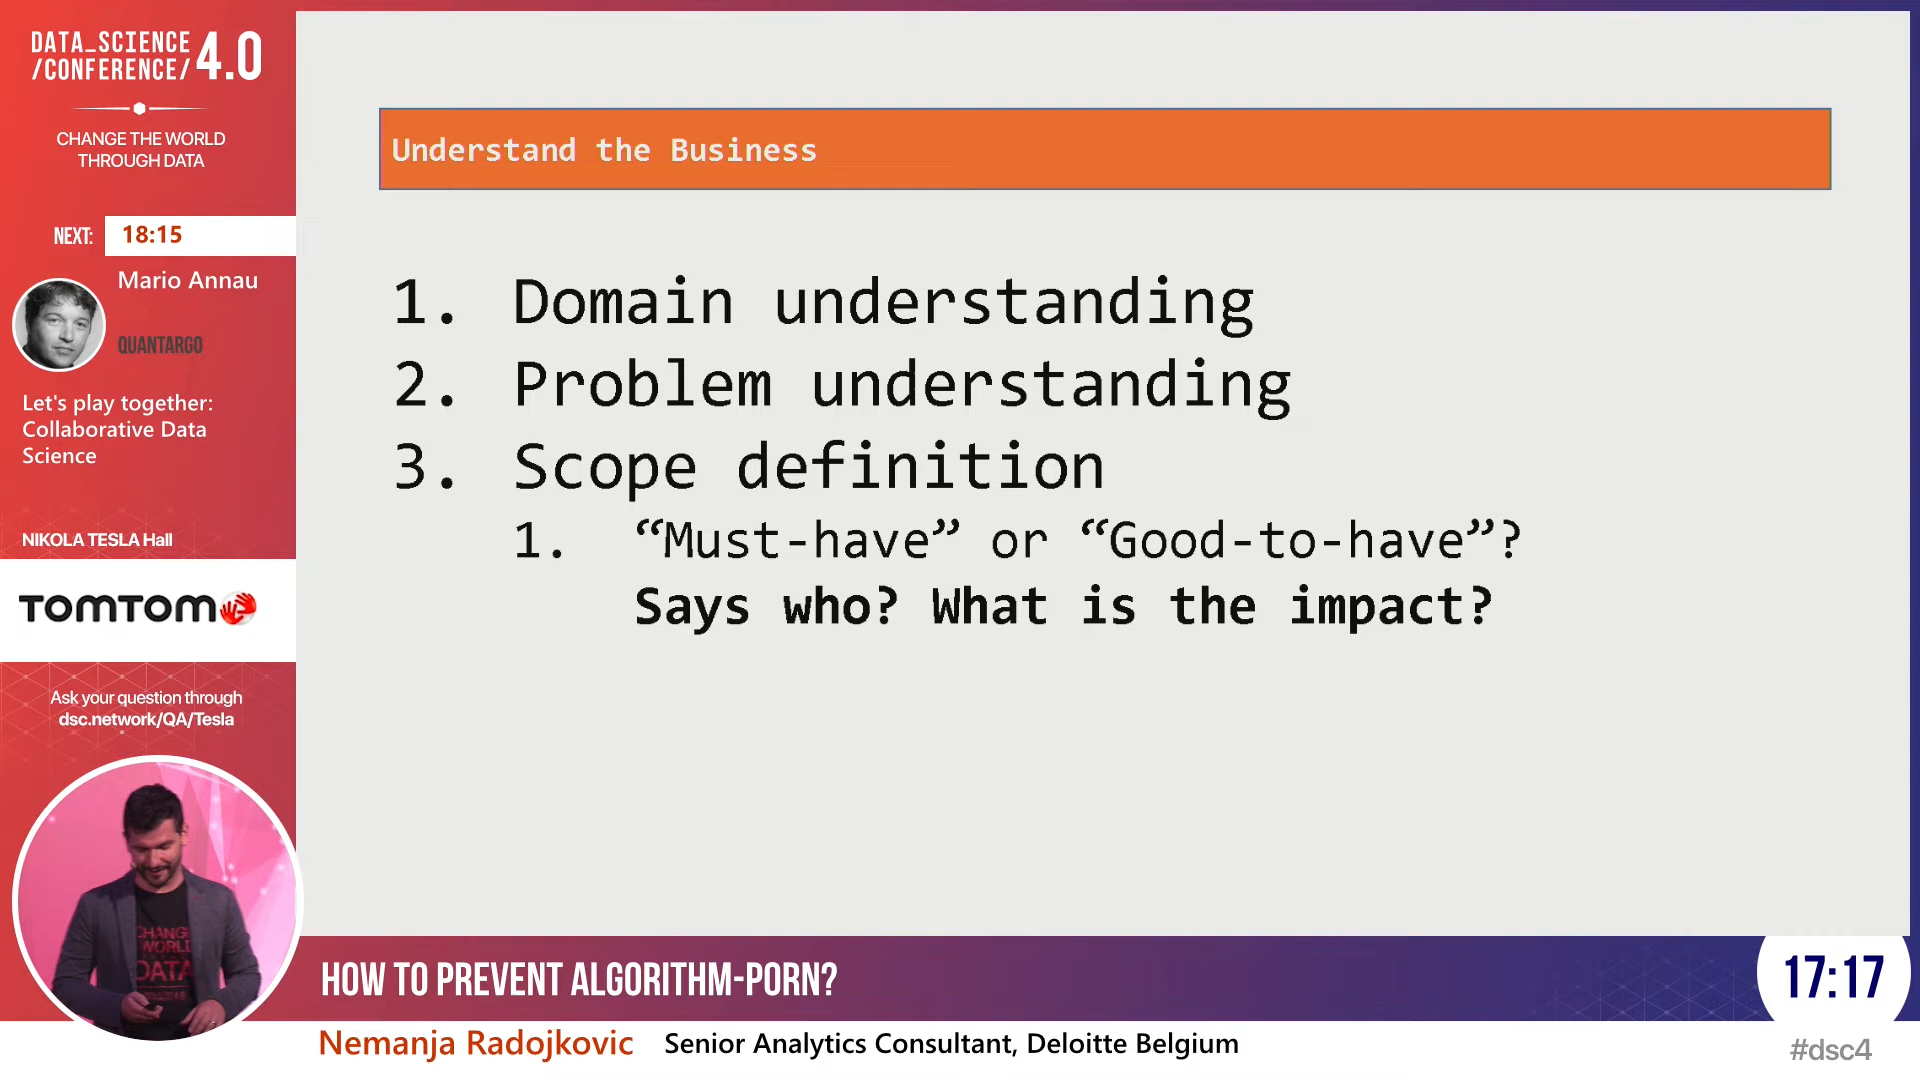 DATA_SCIENCE
/CONFERENCE/ 4.0
CHANGE THE WORLD
THROUGH DATA
NEXT: 18:15
Mario Annau
QUANTARGO
Let's play together:
Collaborative Data
Science
NIKOLA TESLA Hall
TOMTOM
Ask your question through
dsc.network/QA/Tesla
Understand the Business
1. Domain understanding
2. Problem understanding
3. Scope definition
1. “Must-have” or “Good-to-have”?
Says who? What is the impact?
CHANGE
WORLD
DATA
HOW TO PREVENT ALGORITHM-PORN?
17:17
Nemanja Radojkovic Senior Analytics Consultant, Deloitte Belgium
#dsc4